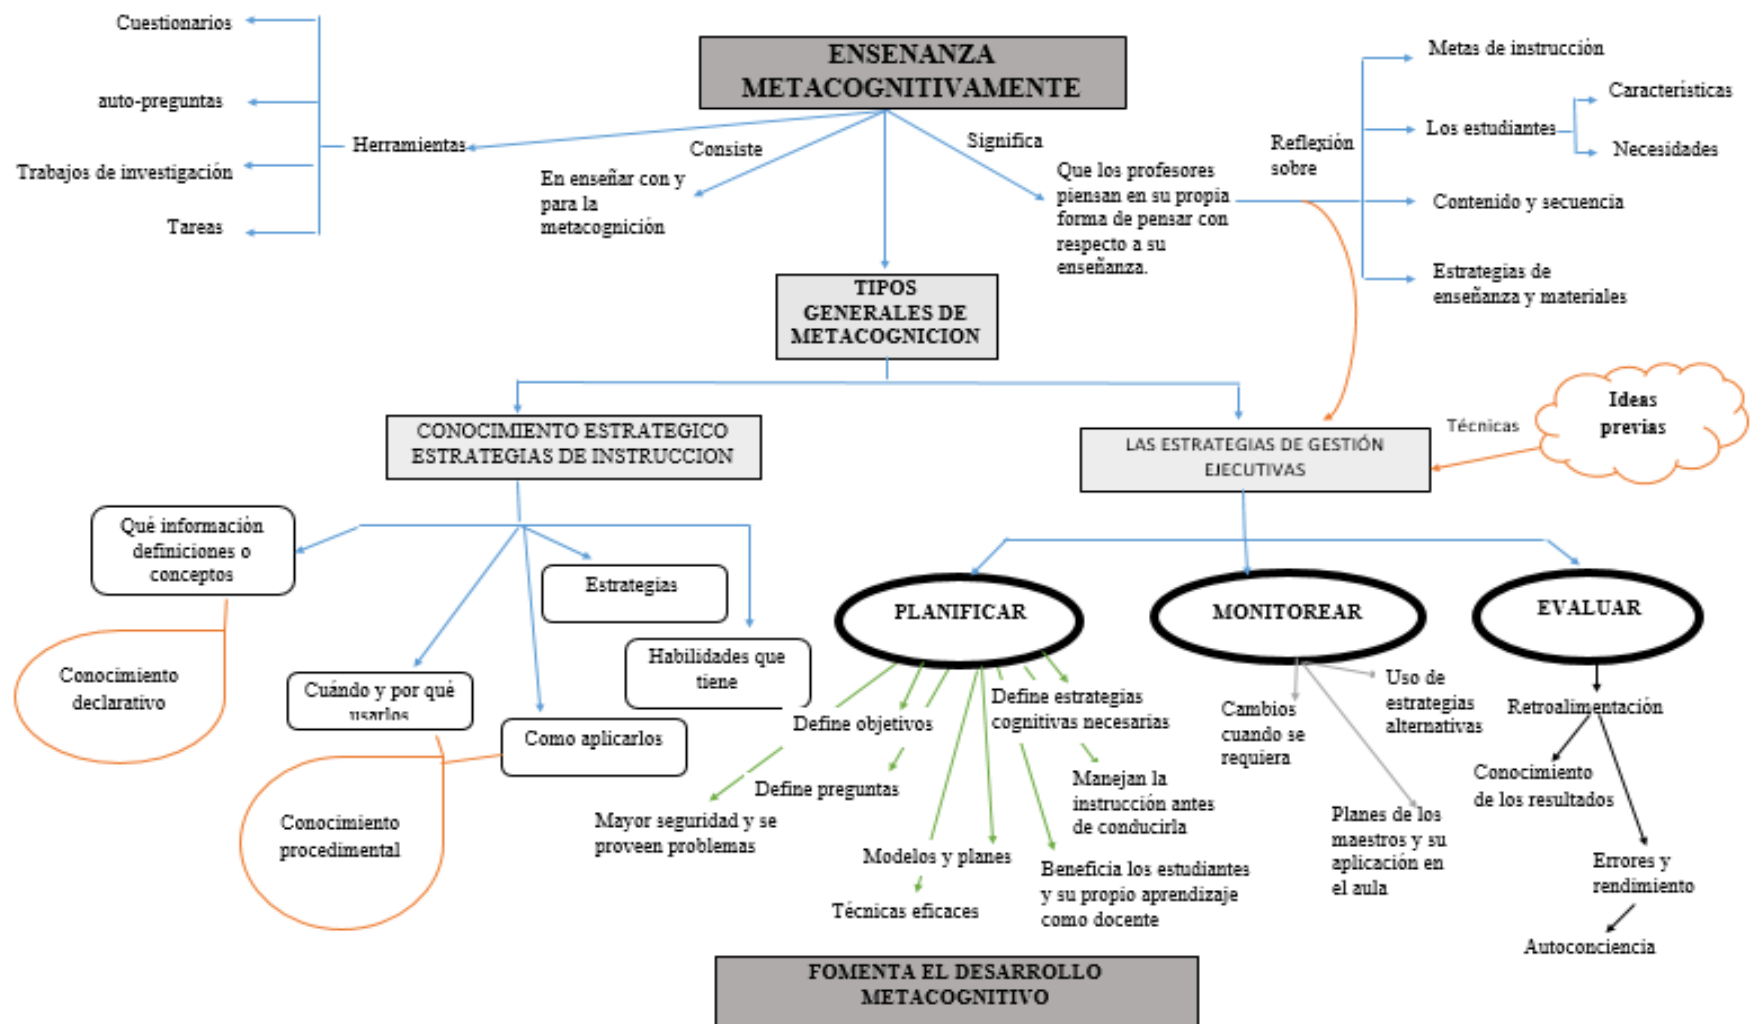 ENSENANZA
METACOGNITIVAMENTE
Cuestionarios
auto-preguntas
Trabajos de investigación
Tareas
Herramientas
Consiste
En enseñar con y
para la
metacognición
Significa
Que los profesores
piensan en su propia
forma de pensar con
respecto a su
enseñanza.
Reflexión
sobre
Metas de instrucción
Los estudiantes
Características
Necesidades
Contenido y secuencia
Estrategias de
enseñanza y materiales
TIPOS
GENERALES DE
METACOGNICION
CONOCIMIENTO ESTRATEGICO
ESTRATEGIAS DE INSTRUCCION
LAS ESTRATEGIAS DE GESTIÓN
EJECUTIVAS
Técnicas
Ideas
previas
Qué información
definiciones o
conceptos
Conocimiento
declarativo
Cuándo y por qué
usarlos
Conocimiento
procedimental
Como aplicarlos
Estrategias
Habilidades que
tiene
PLANIFICAR
Define objetivos
Define preguntas
Mayor seguridad y se
proveen problemas
Modelos y planes
Técnicas eficaces
Define estrategias
cognitivas necesarias
Manejan la
instrucción antes
de conducirla
Beneficia los estudiantes
y su propio aprendizaje
como docente
MONITOREAR
Cambios
cuando se
requiera
Uso de
estrategias
alternativas
Planes de los
maestros y su
aplicación en
el aula
EVALUAR
Retroalimentación
Conocimiento
de los resultados
Errores y
rendimiento
Autoconciencia
FOMENTA EL DESARROLLO
METACOGNITIVO